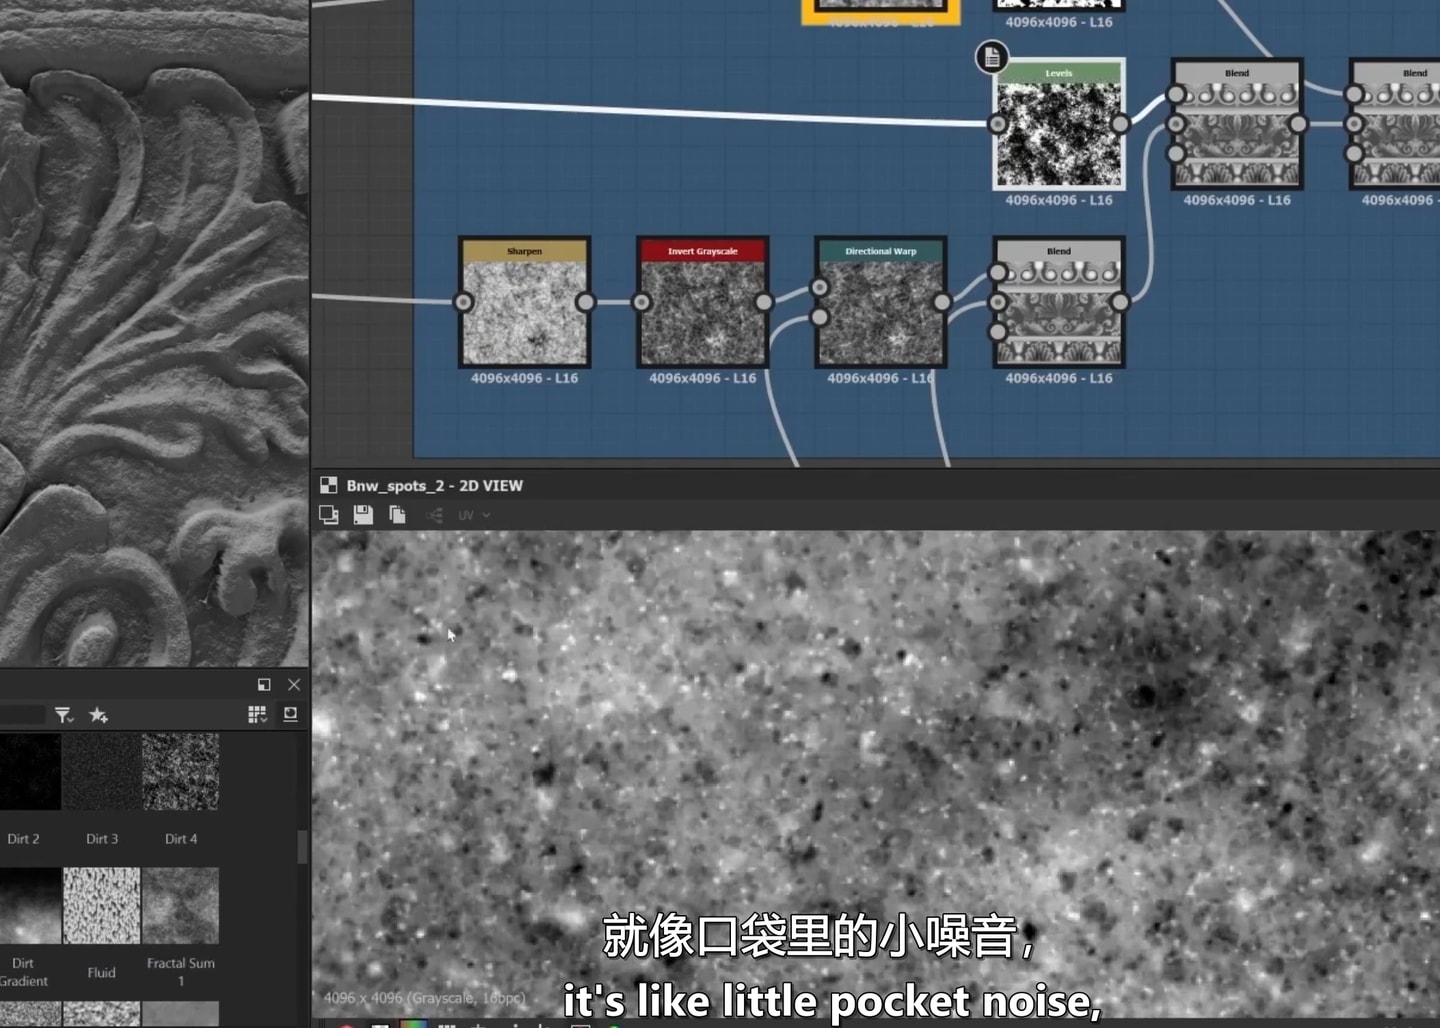 4096x4096 - L16
4096x4096 - L16
Levels
Blend
Blend
4096x4096 - L16
4096x4096 - L16
4096x4096 -
Sharpen
Invert Grayscale
Directional Warp
Blend
4096x4096 - L16
4096x4096 - L16
4096x4096 - L16
4096x4096 - L16
Bnw_spots_2 - 2D VIEW
UV
Dirt 2
Dirt 3
Dirt 4
Dirt
Gradient
Fluid
Fractal Sum
1
就像口袋里的小噪音，
4096 x 4096 (Grayscale, 16bpc)
it's like little pocket noise,